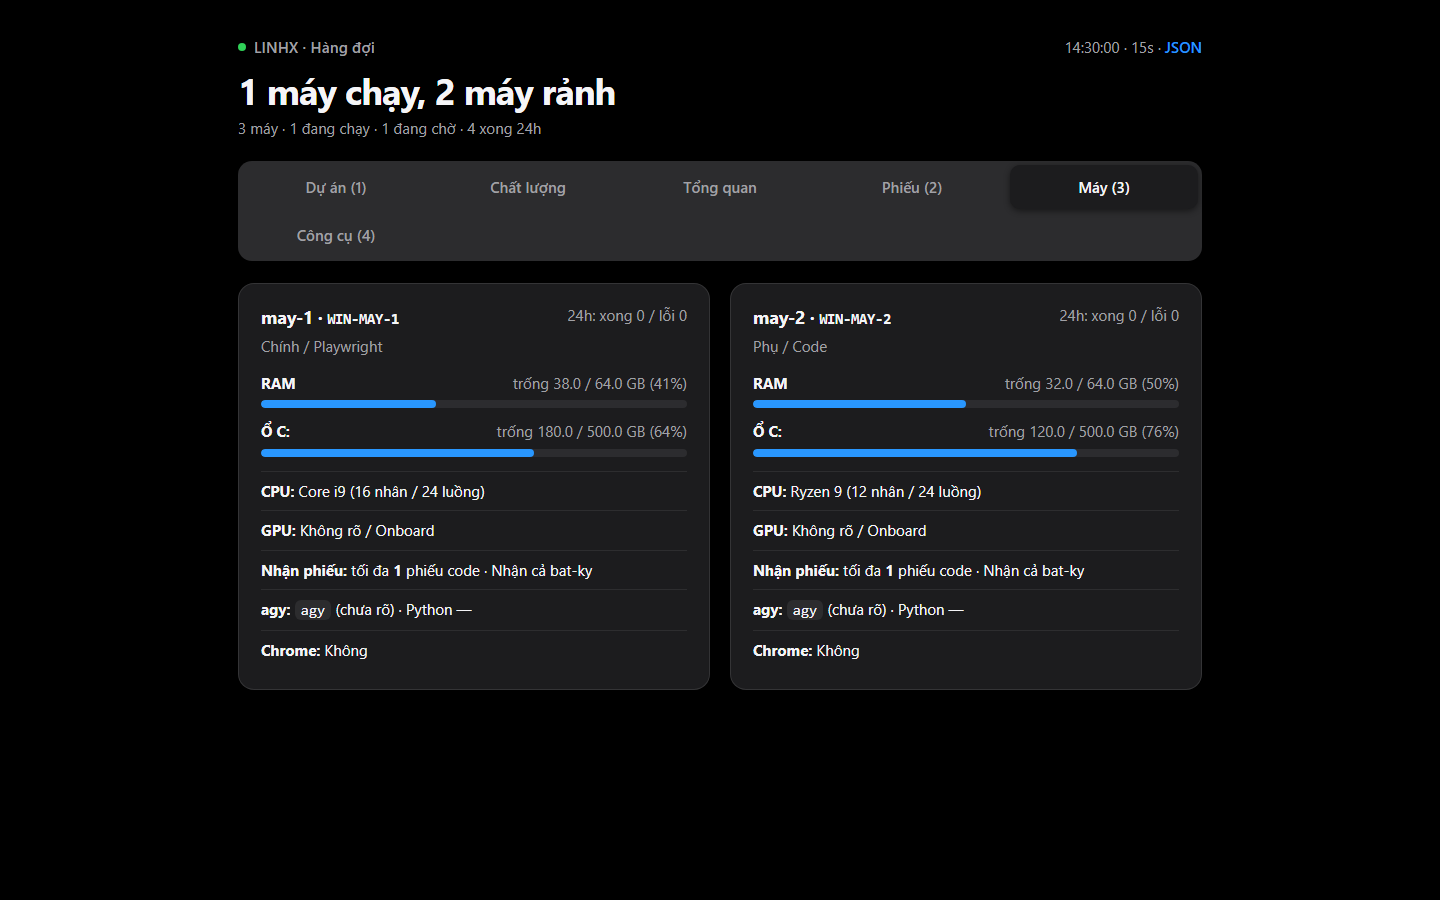 LINHX · Hàng đợi
14:30:00 · 15s · JSON
1 máy chạy, 2 máy rảnh
3 máy · 1 đang chạy · 1 đang chờ · 4 xong 24h
Dự án (1)
Chất lượng
Tổng quan
Phiếu (2)
Máy (3)
Công cụ (4)
may-1 · WIN-MAY-1
24h: xong 0 / lỗi 0
Chính / Playwright
RAM
trống 38.0 / 64.0 GB (41%)
Ổ C:
trống 180.0 / 500.0 GB (64%)
CPU: Core i9 (16 nhân / 24 luồng)
GPU: Không rõ / Onboard
Nhận phiếu: tối đa 1 phiếu code · Nhận cả bat-ky
agy: agy (chưa rõ) · Python —
Chrome: Không
may-2 · WIN-MAY-2
24h: xong 0 / lỗi 0
Phụ / Code
RAM
trống 32.0 / 64.0 GB (50%)
Ổ C:
trống 120.0 / 500.0 GB (76%)
CPU: Ryzen 9 (12 nhân / 24 luồng)
GPU: Không rõ / Onboard
Nhận phiếu: tối đa 1 phiếu code · Nhận cả bat-ky
agy: agy (chưa rõ) · Python —
Chrome: Không